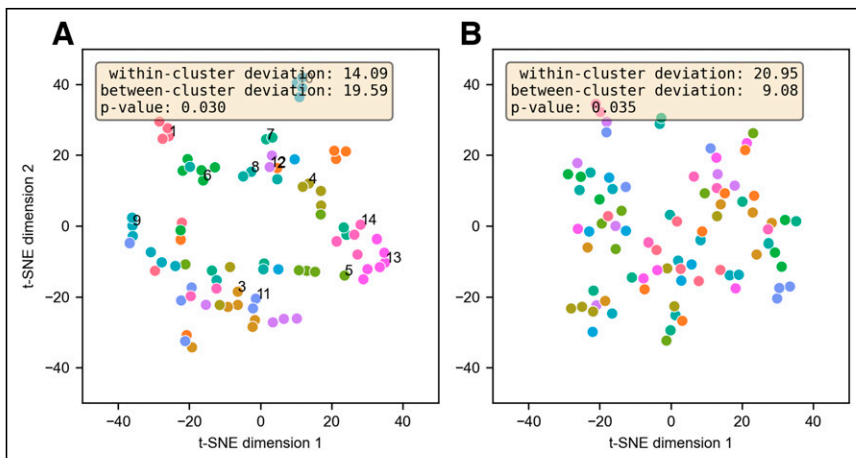 A
within-cluster deviation: 14.09
between-cluster deviation: 19.59
p-value: 0.030
1
7
12
8
6
4
9
14
13
5
3
11
40
20
0
−20
−40
−40
−20
0
20
40
t-SNE dimension 1
t-SNE dimension 2
B
within-cluster deviation: 20.95
between-cluster deviation: 9.08
p-value: 0.035
40
20
0
−20
−40
−40
−20
0
20
40
t-SNE dimension 1